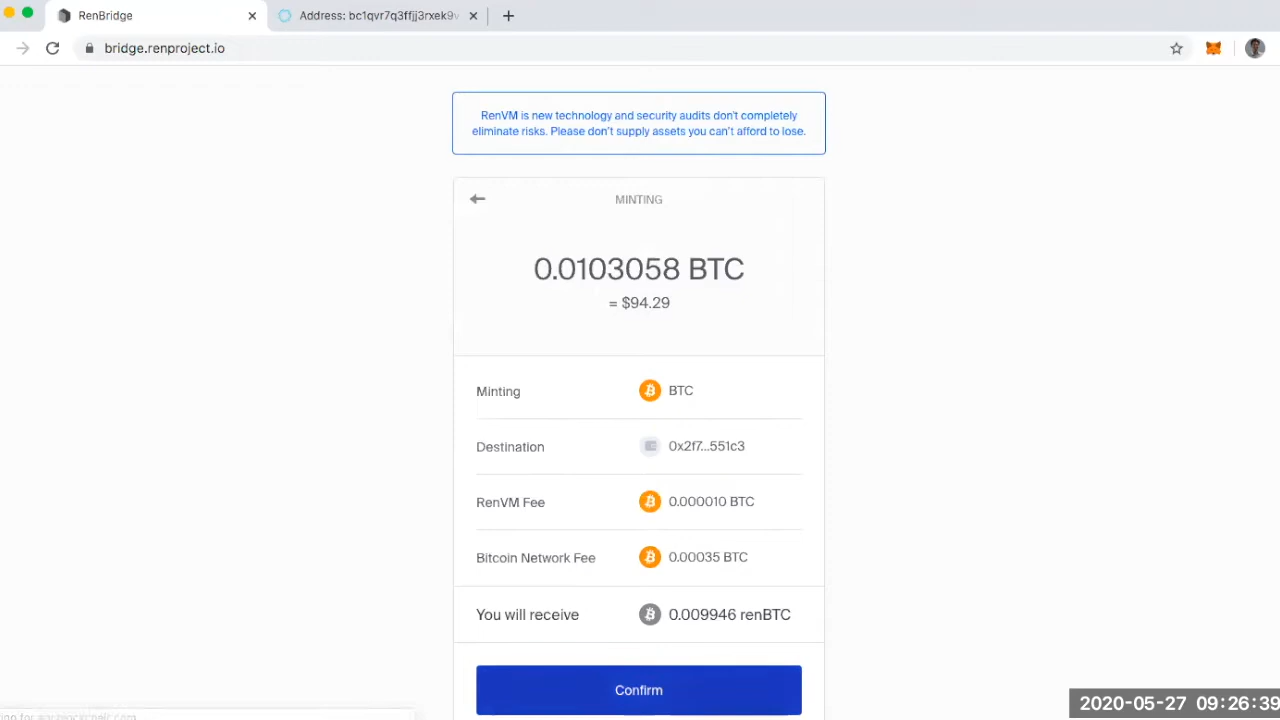 RenBridge
Address: bc1qvr7q3ffjj3rxek9v
bridge.renproject.io
RenVM is new technology and security audits don't completely
eliminate risks. Please don't supply assets you can't afford to lose.
MINTING
0.0103058 BTC
= $94.29
Minting
BTC
Destination
0x2f7...551c3
RenVM Fee
0.000010 BTC
Bitcoin Network Fee
0.00035 BTC
You will receive
0.009946 renBTC
Confirm
2020-05-27 09:26:39